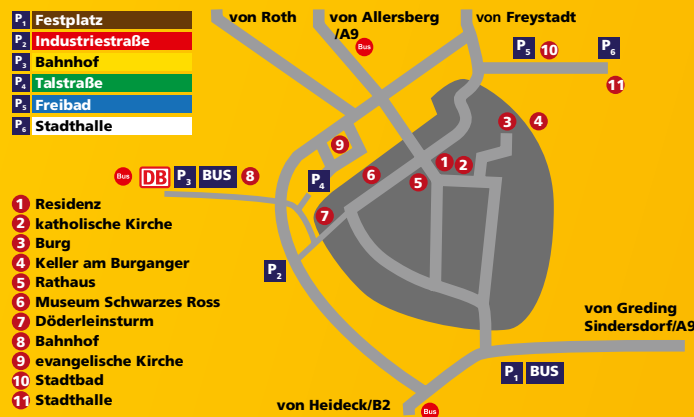 P1 Festplatz
P2 Industriestraße
P3 Bahnhof
P4 Talstraße
P5 Freibad
P6 Stadthalle
von Roth
von Allersberg
/A9
Bus
von Freystadt
P5 10
P6
11
3 4
9
1 2
6
5
P4
Bus DB P3 BUS 8
7
P2
1 Residenz
2 katholische Kirche
3 Burg
4 Keller am Burganger
5 Rathaus
6 Museum Schwarzes Ross
7 Döderleinsturm
8 Bahnhof
9 evangelische Kirche
10 Stadtbad
11 Stadthalle
von Greding
Sindersdorf/A9
P1 BUS
von Heideck/B2
Bus